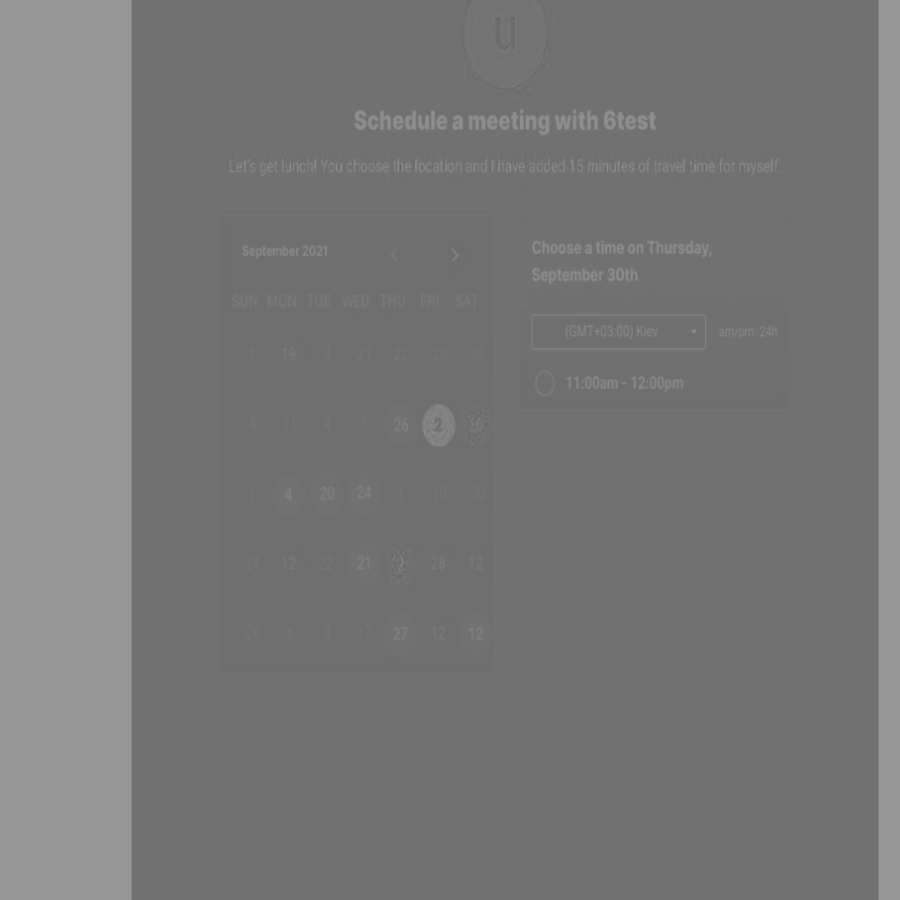 u
Schedule a meeting with 6test
Let's get lunch! You choose the location and I have added 15 minutes of travel time for myself.
September 2021
SUN MON TUE WED THU FRI SAT
1 19 4 21 22 20 30
4 11 4 3 26 2 16
1 4 20 24 1 10 20
24 12 22 21 2 28 12
26 6 4 17 27 12 12
Choose a time on Thursday,
September 30th
(GMT+03:00) Kiev am/pm 24h
11:00am - 12:00pm